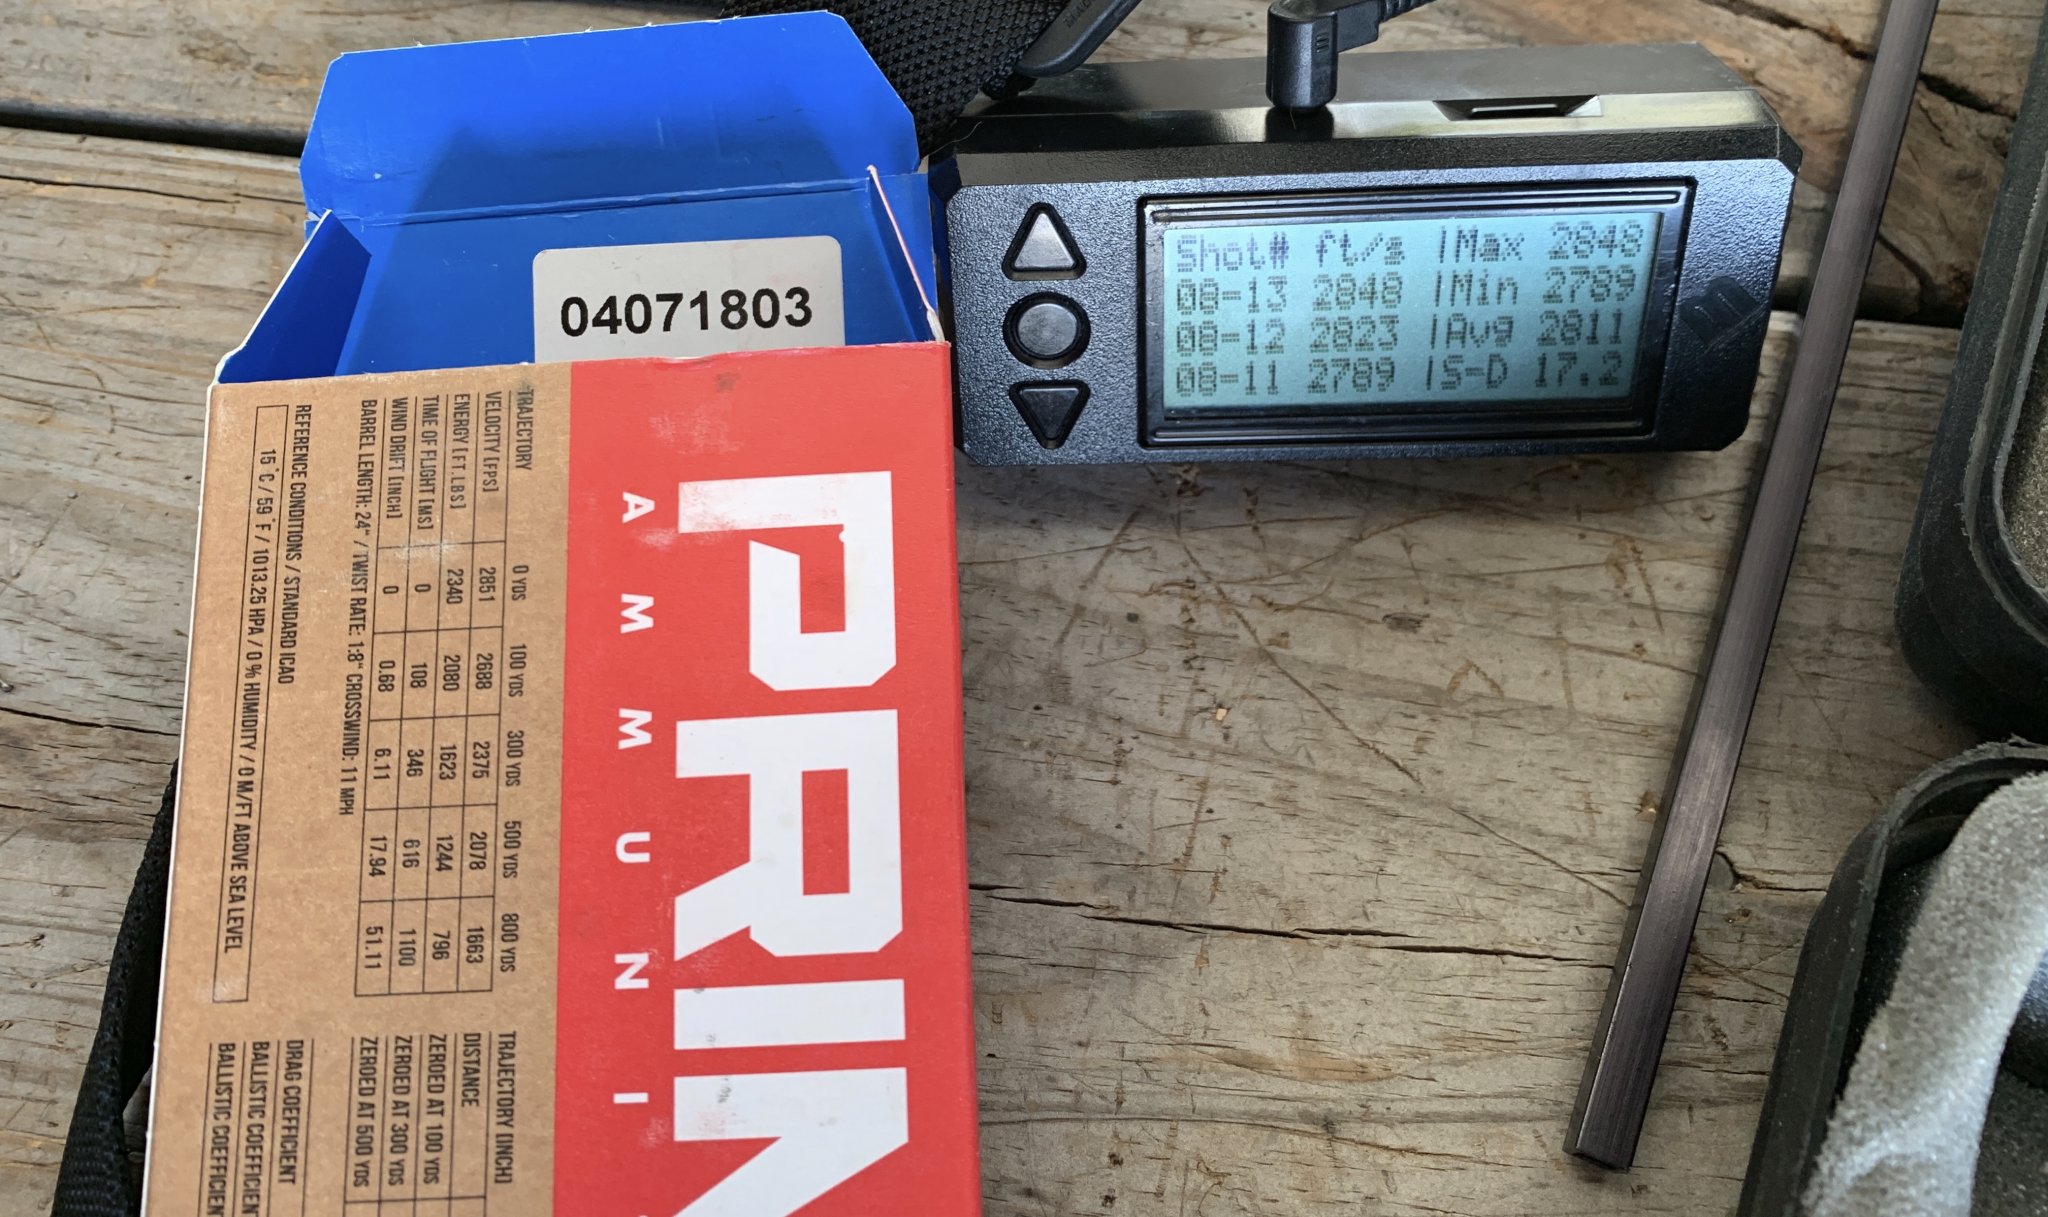 04071803
Shot# ft/s |Max 2848
08-13 2848 |Min 2789
08-12 2823 |Avg 2811
08-11 2789 |S-D 17.2
PRIM
AMMUNI
TRAJECTORY 0 YDS 100 YDS 300 YDS 500 YDS 800 YDS
VELOCITY [FPS] 2851 2688 2375 2078 1663
ENERGY [FT.LBS] 2340 2080 1623 1244 796
TIME OF FLIGHT [MS] 0 108 346 616 1100
WIND DRIFT [INCH] 0 0.68 6.11 17.94 51.11
BARREL LENGTH: 24" / TWIST RATE: 1:8" CROSSWIND: 11 MPH
REFERENCE CONDITIONS / STANDARD ICAO
15°C / 59°F / 1013.25 HPA / 0 % HUMIDITY / 0 M/FT ABOVE SEA LEVEL
TRAJECTORY [INCH]
DISTANCE
ZEROED AT 100 YDS
ZEROED AT 300 YDS
ZEROED AT 500 YDS
DRAG COEFFICIENT
BALLISTIC COEFFICIENT
BALLISTIC COEFFICIEN